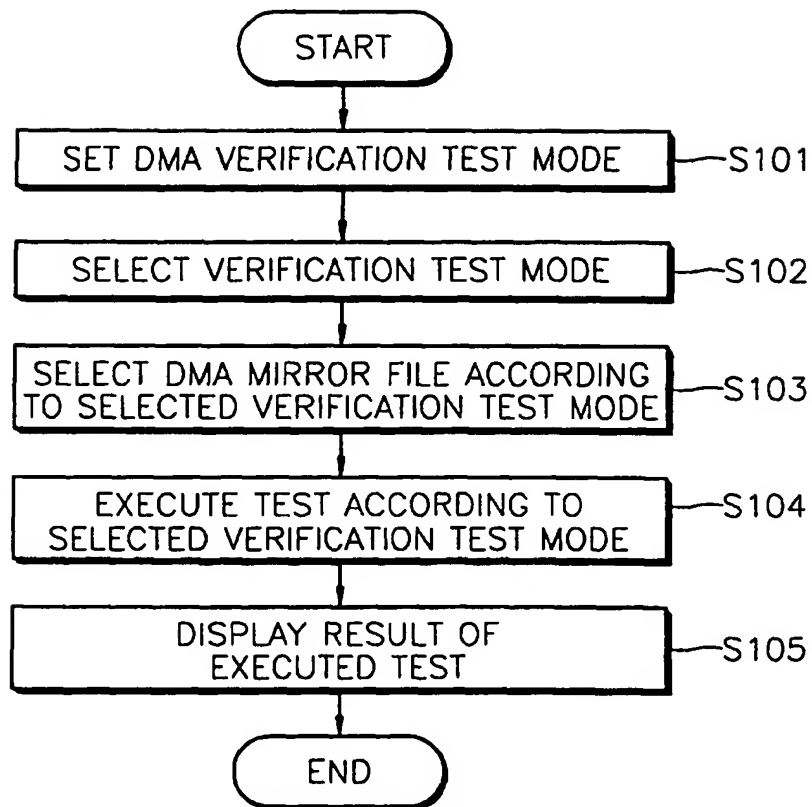 START
SET DMA VERIFICATION TEST MODE
S101
SELECT VERIFICATION TEST MODE
S102
SELECT DMA MIRROR FILE ACCORDING
TO SELECTED VERIFICATION TEST MODE
S103
EXECUTE TEST ACCORDING TO
SELECTED VERIFICATION TEST MODE
S104
DISPLAY RESULT OF
EXECUTED TEST
S105
END